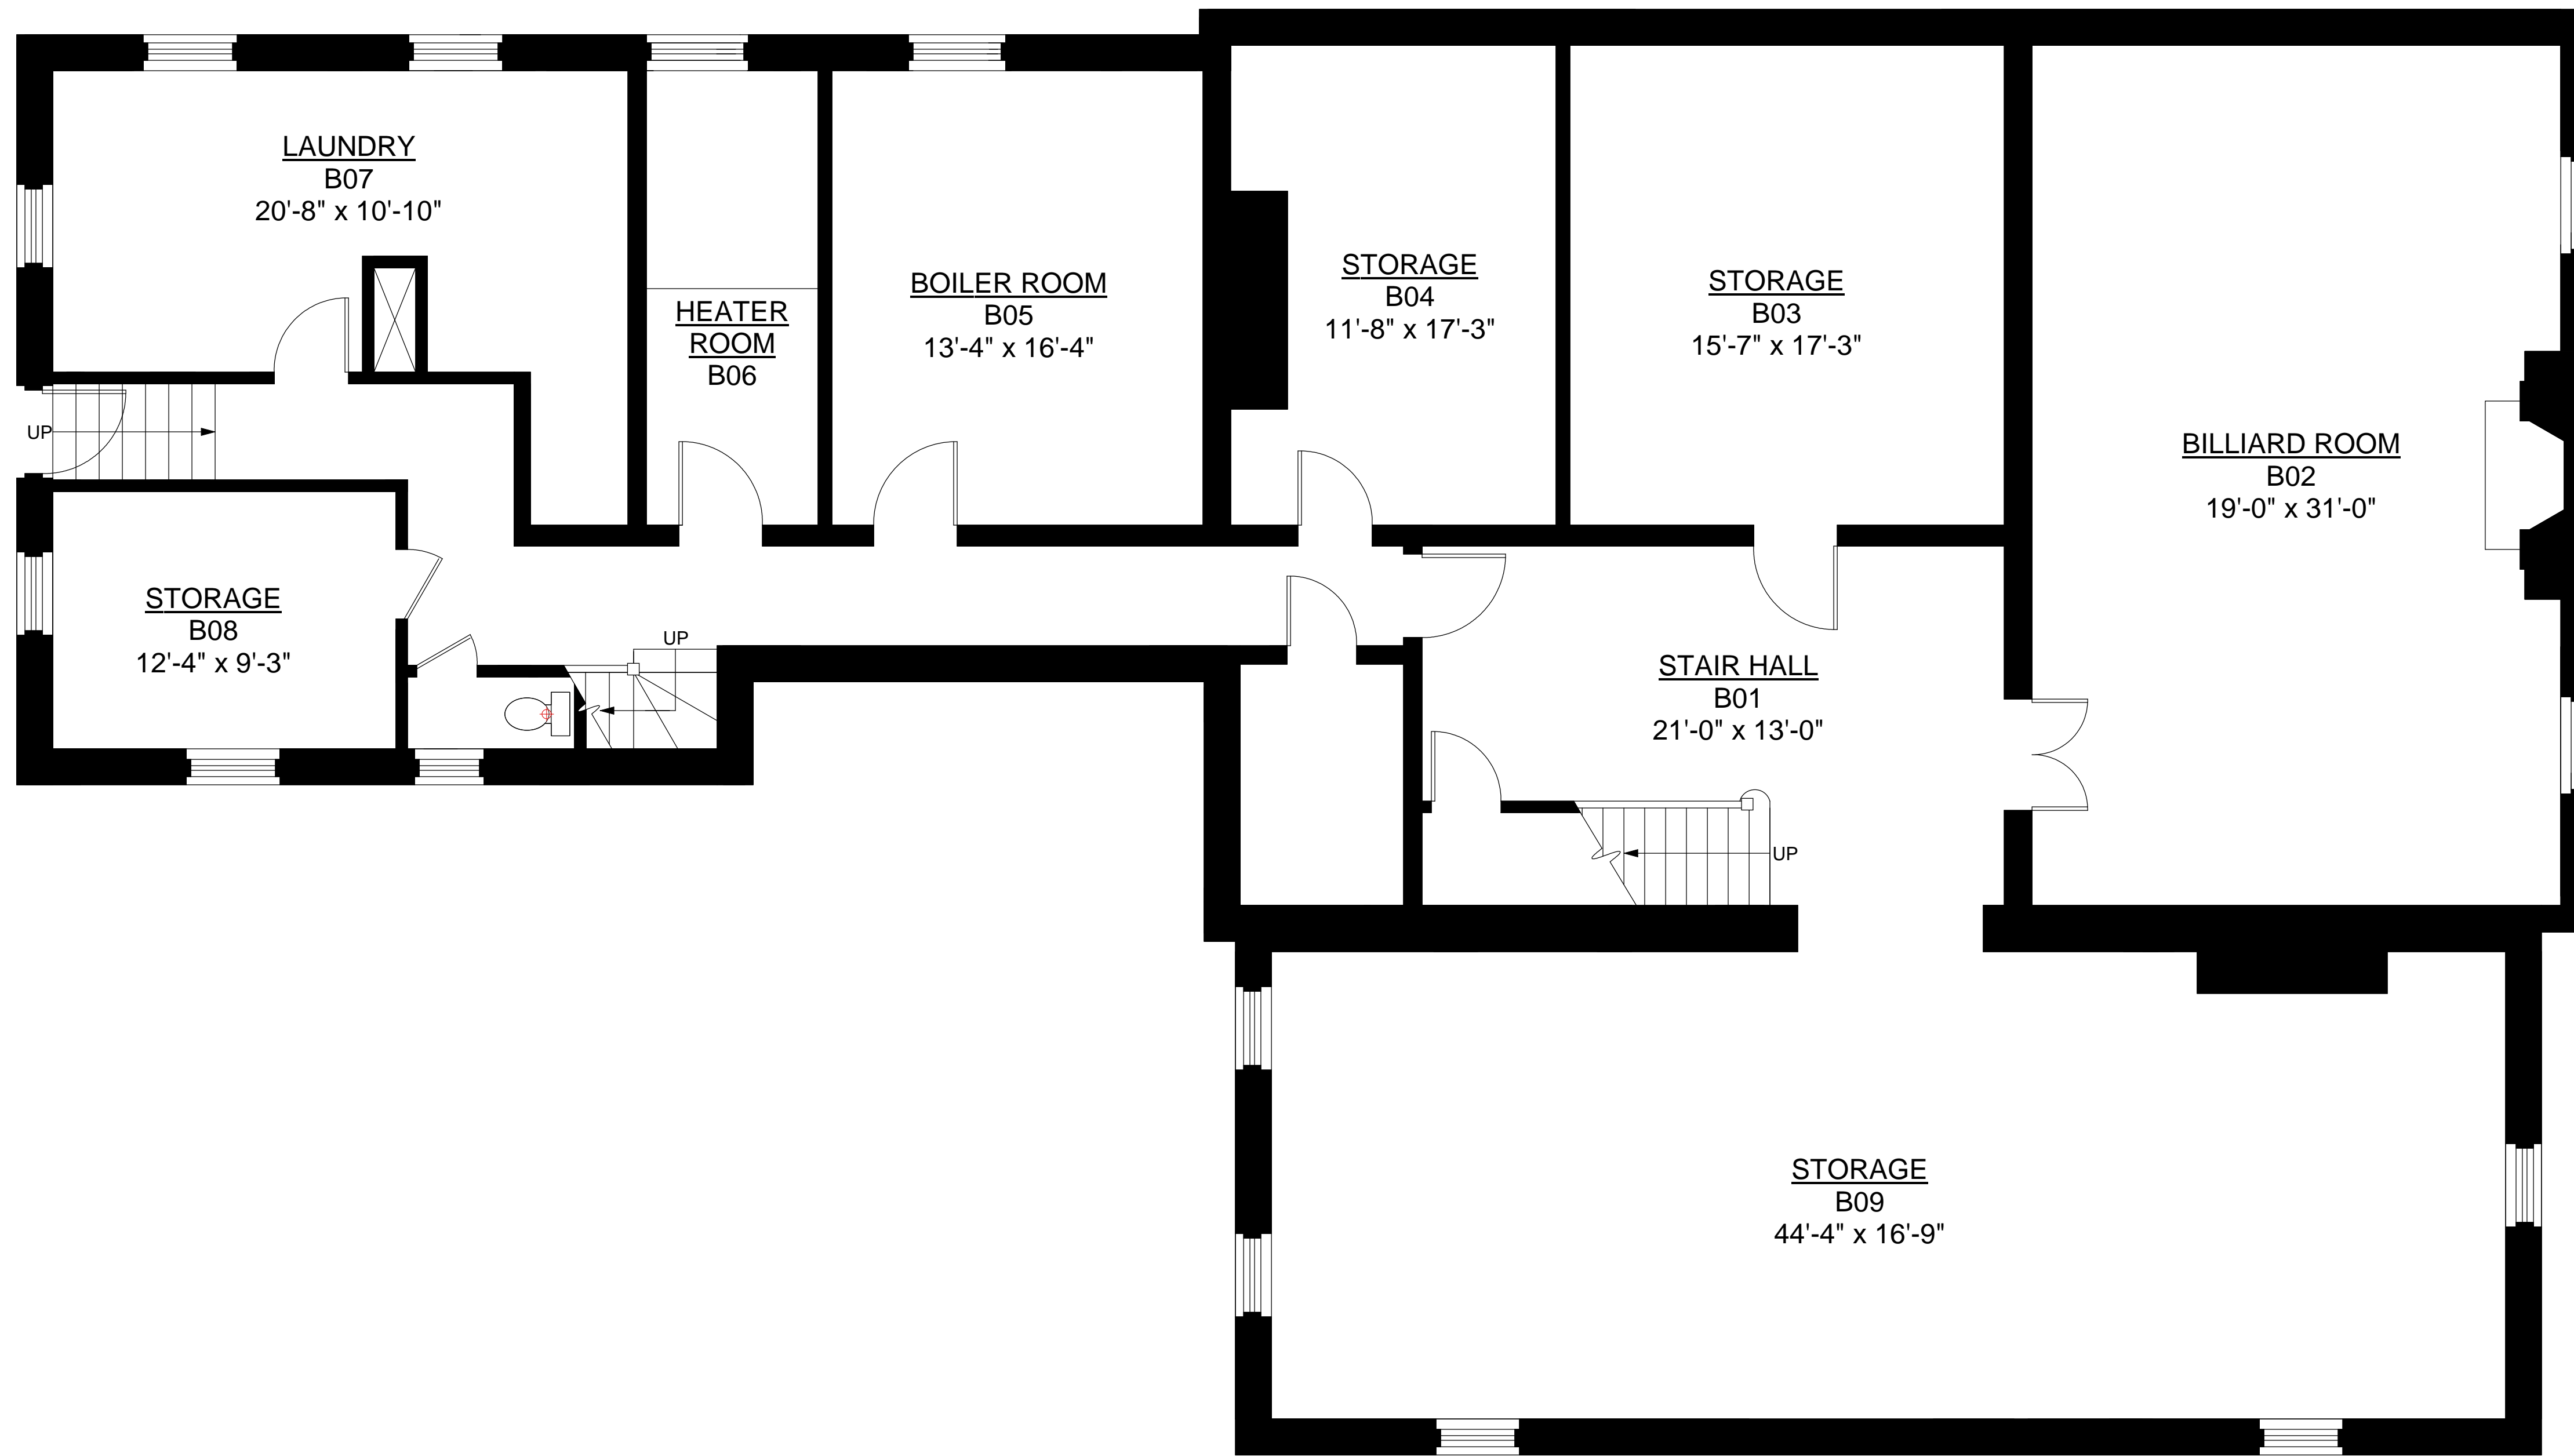 LAUNDRY
B07
20'-8" x 10'-10"
HEATER
ROOM
B06
BOILER ROOM
B05
13'-4" x 16'-4"
STORAGE
B04
11'-8" x 17'-3"
STORAGE
B03
15'-7" x 17'-3"
BILLIARD ROOM
B02
19'-0" x 31'-0"
UP
STORAGE
B08
12'-4" x 9'-3"
UP
STAIR HALL
B01
21'-0" x 13'-0"
UP
STORAGE
B09
44'-4" x 16'-9"